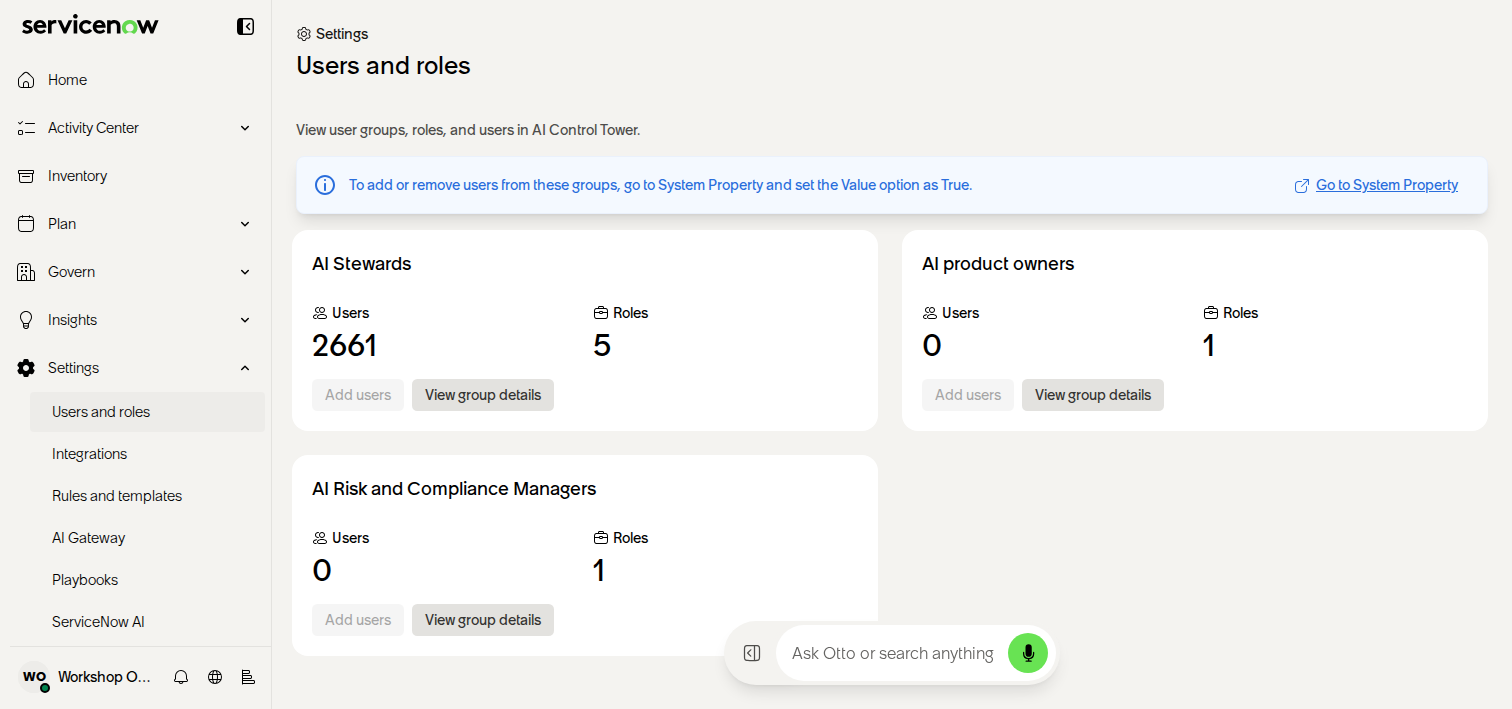 servicenow
Home
Activity Center
Inventory
Plan
Govern
Insights
Settings
Users and roles
Integrations
Rules and templates
AI Gateway
Playbooks
ServiceNow AI
WO
Workshop O...
Settings
Users and roles
View user groups, roles, and users in AI Control Tower.
To add or remove users from these groups, go to System Property and set the Value option as True.
Go to System Property
AI Stewards
Users
Roles
2661
5
Add users
View group details
AI product owners
Users
Roles
0
1
Add users
View group details
AI Risk and Compliance Managers
Users
Roles
0
1
Add users
View group details
Ask Otto or search anything